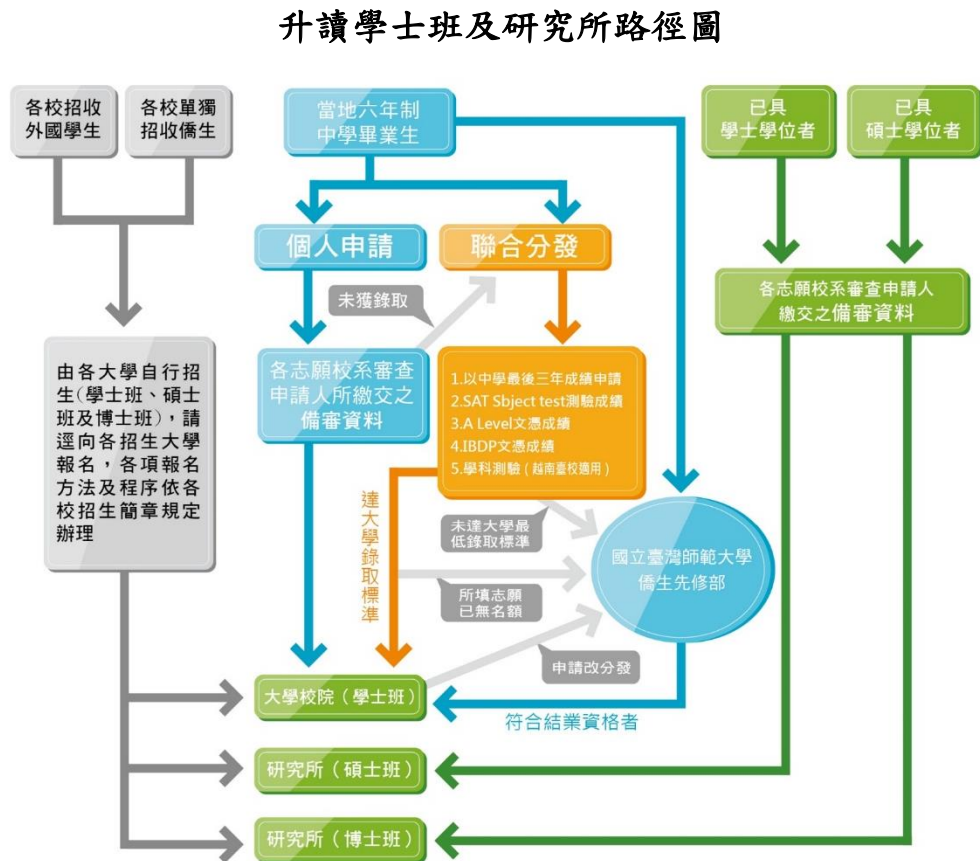 升讀學士班及研究所路徑圖
各校招收
外國學生
各校單獨
招收僑生
當地六年制
中學畢業生
已具
學士學位者
已具
碩士學位者
個人申請
聯合分發
未獲錄取
各志願校系審查申請人
繳交之備審資料
由各大學自行招
生(學士班、碩士
班及博士班),請
逕向各招生大學
報名,各項報名
方法及程序依各
校招生簡章規定
辦理
各志願校系審查
申請人所繳交之
備審資料
1.以中學最後三年成績申請
2.SAT Sbject test測驗成績
3.A Level文憑成績
4.IBDP文憑成績
5.學科測驗(越南臺校適用)
達大學錄取標準
未達大學最
低錄取標準
國立臺灣師範大學
僑生先修部
所填志願
已無名額
申請改分發
大學校院(學士班)
符合結業資格者
研究所(碩士班)
研究所(博士班)